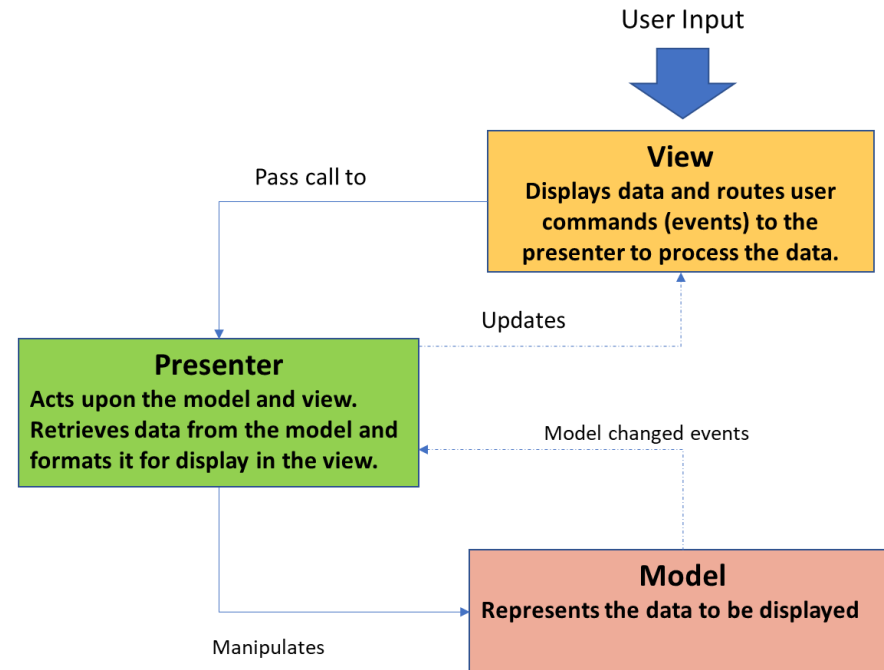 User Input
View
Displays data and routes user
commands (events) to the
presenter to process the data.
Pass call to
Updates
Presenter
Acts upon the model and view.
Retrieves data from the model and
formats it for display in the view.
Model changed events
Model
Represents the data to be displayed
Manipulates